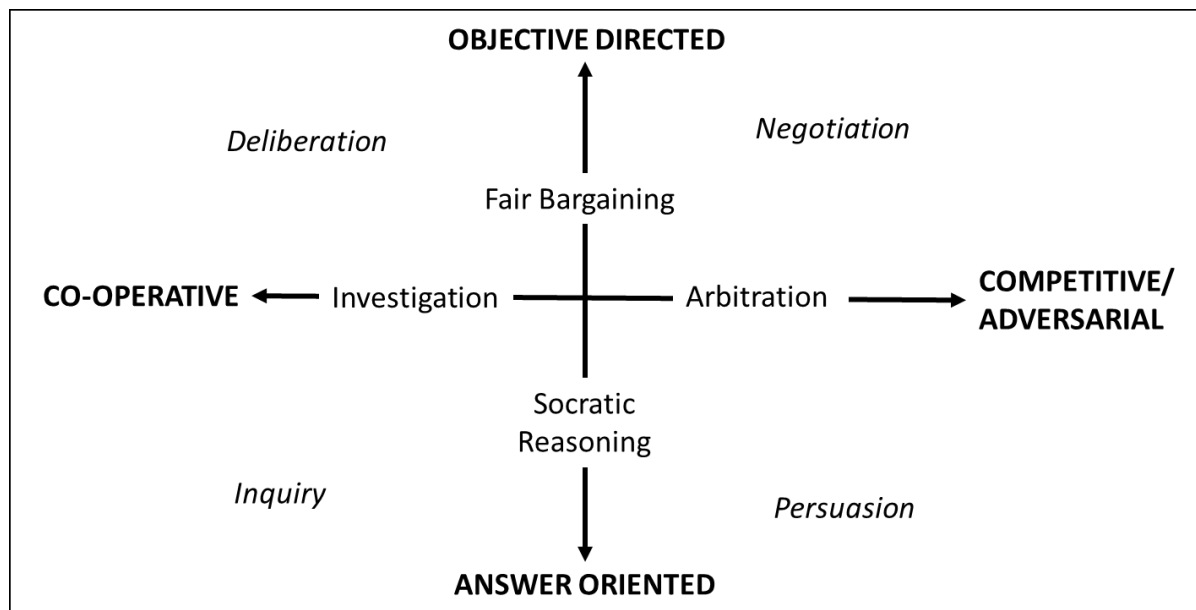 OBJECTIVE DIRECTED
Deliberation
Negotiation
Fair Bargaining
CO-OPERATIVE
Investigation
Arbitration
COMPETITIVE/
ADVERSARIAL
Socratic
Reasoning
Inquiry
Persuasion
ANSWER ORIENTED